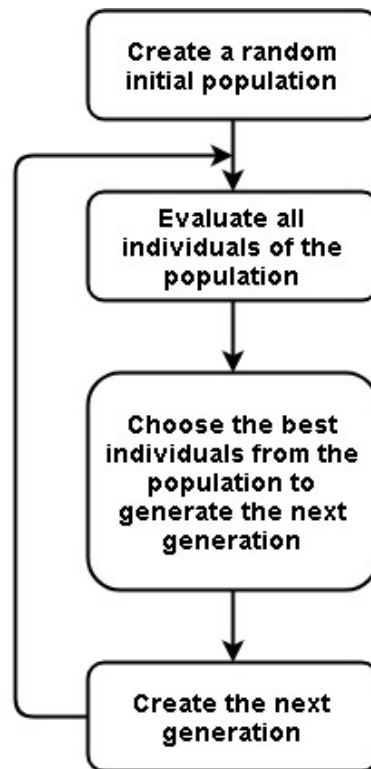 Create a random
initial population
Evaluate all
individuals of the
population
Choose the best
individuals from the
population to
generate the next
generation
Create the next
generation